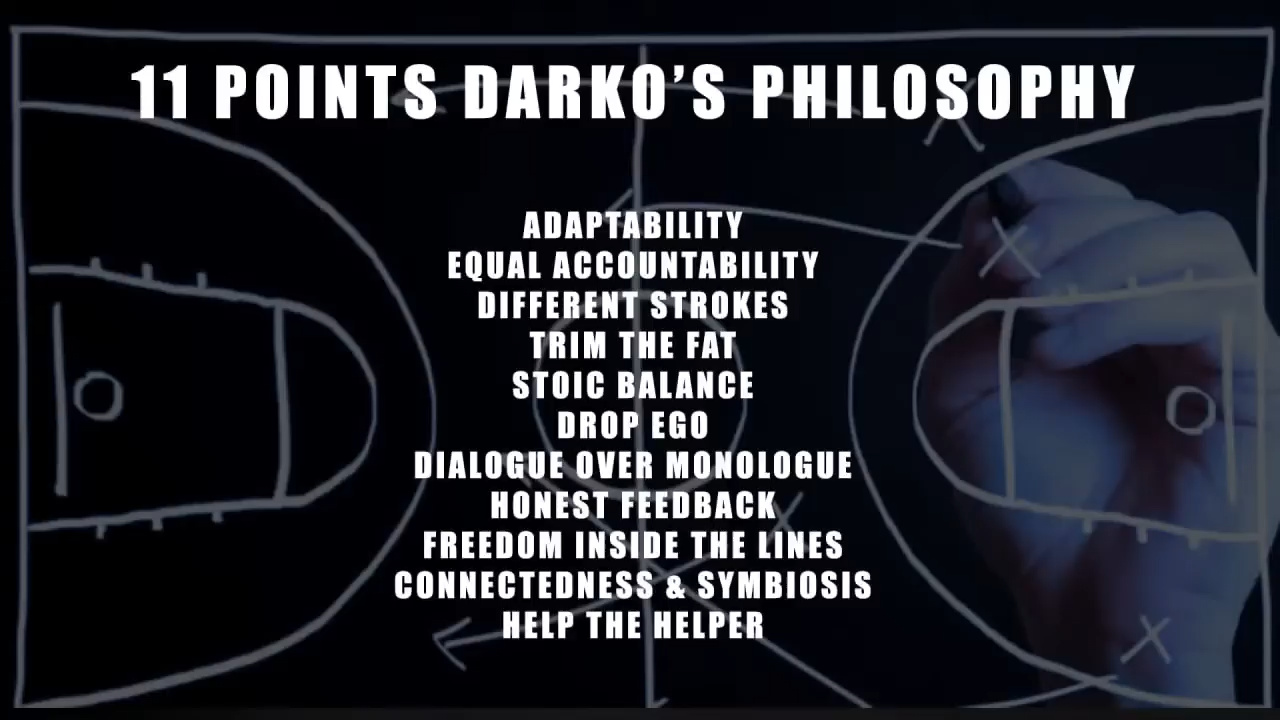 11 POINTS DARKO'S PHILOSOPHY
ADAPTABILITY
EQUAL ACCOUNTABILITY
DIFFERENT STROKES
TRIM THE FAT
STOIC BALANCE
DROP EGO
DIALOGUE OVER MONOLOGUE
HONEST FEEDBACK
FREEDOM INSIDE THE LINES
CONNECTEDNESS & SYMBIOSIS
HELP THE HELPER